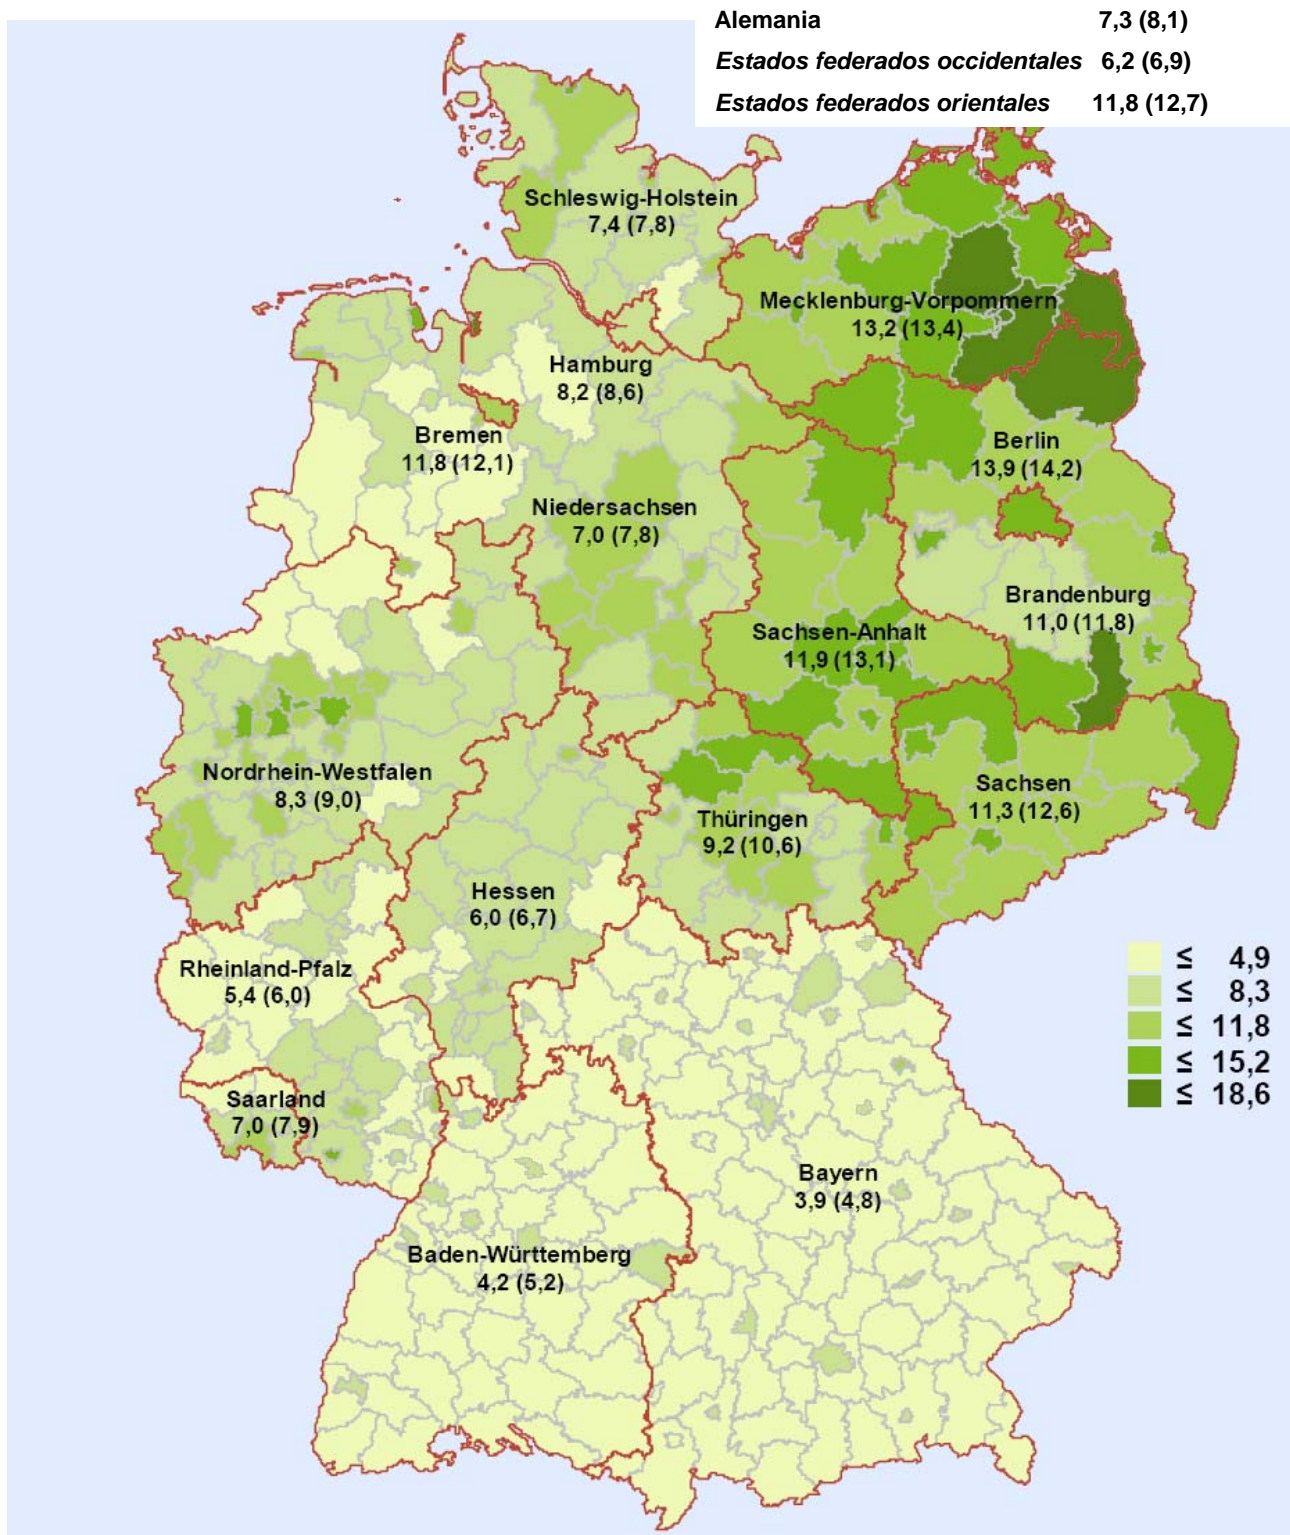 Alemania 7,3 (8,1)
Estados federados occidentales 6,2 (6,9)
Estados federados orientales 11,8 (12,7)
Schleswig-Holstein
7,4 (7,8)
Mecklenburg-Vorpommern
13,2 (13,4)
Hamburg
8,2 (8,6)
Bremen
11,8 (12,1)
Berlin
13,9 (14,2)
Niedersachsen
7,0 (7,8)
Brandenburg
11,0 (11,8)
Sachsen-Anhalt
11,9 (13,1)
Nordrhein-Westfalen
8,3 (9,0)
Sachsen
11,3 (12,6)
Thüringen
9,2 (10,6)
Hessen
6,0 (6,7)
Rheinland-Pfalz
5,4 (6,0)
Saarland
7,0 (7,9)
Bayern
3,9 (4,8)
Baden-Württemberg
4,2 (5,2)
≤ 4,9
≤ 8,3
≤ 11,8
≤ 15,2
≤ 18,6